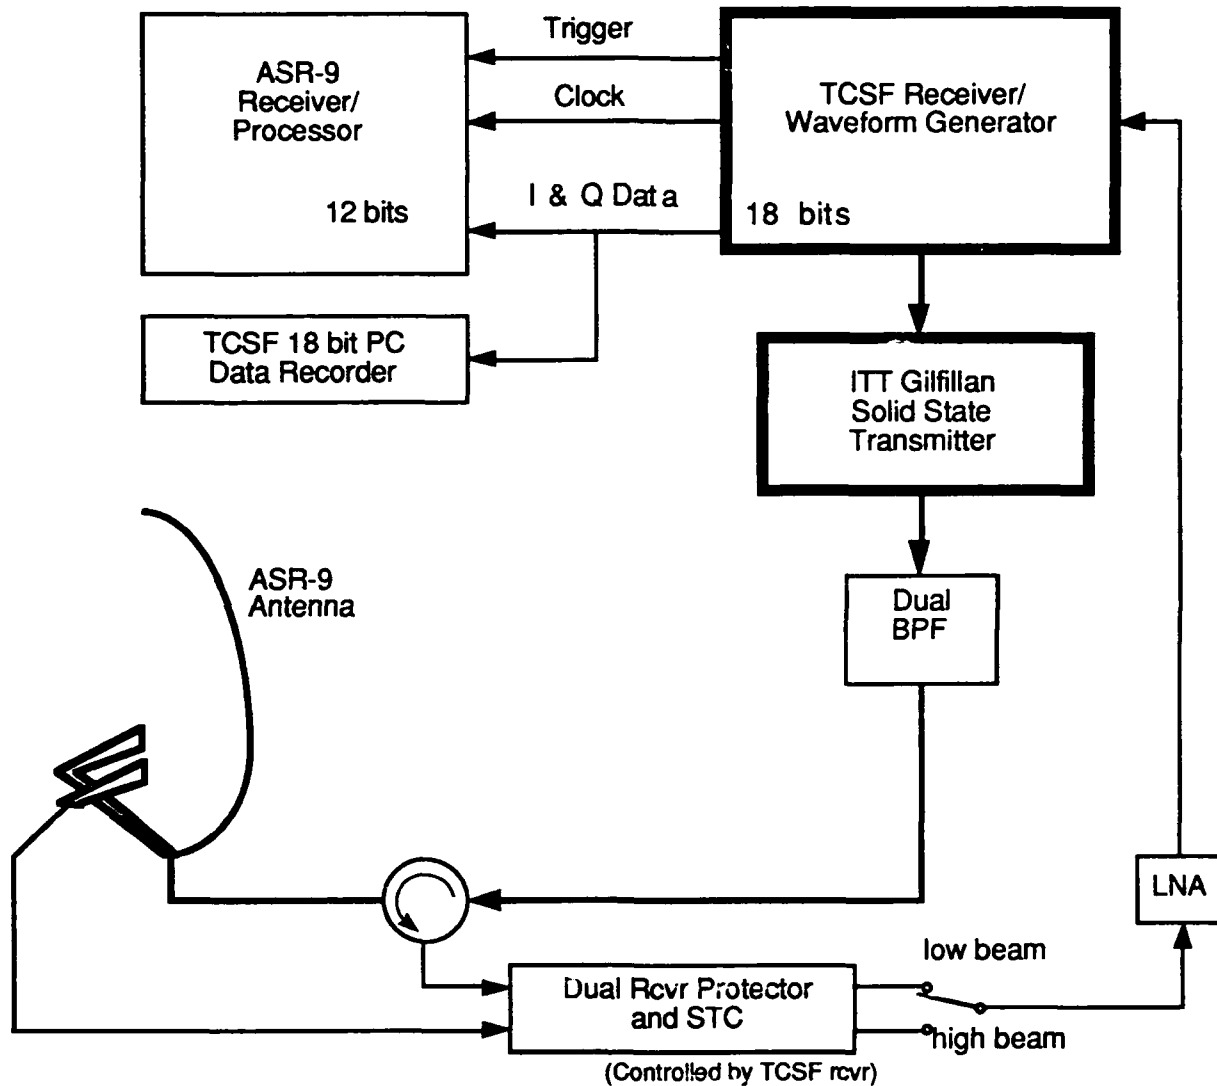 Trigger
ASR-9
Receiver/
Processor
12 bits
Clock
I & Q Data
TCSF Receiver/
Waveform Generator
18 bits
TCSF 18 bit PC
Data Recorder
ITT Gilfillan
Solid State
Transmitter
ASR-9
Antenna
Dual
BPF
LNA
low beam
Dual Rcvr Protector
and STC
high beam
(Controlled by TCSF rcvr)